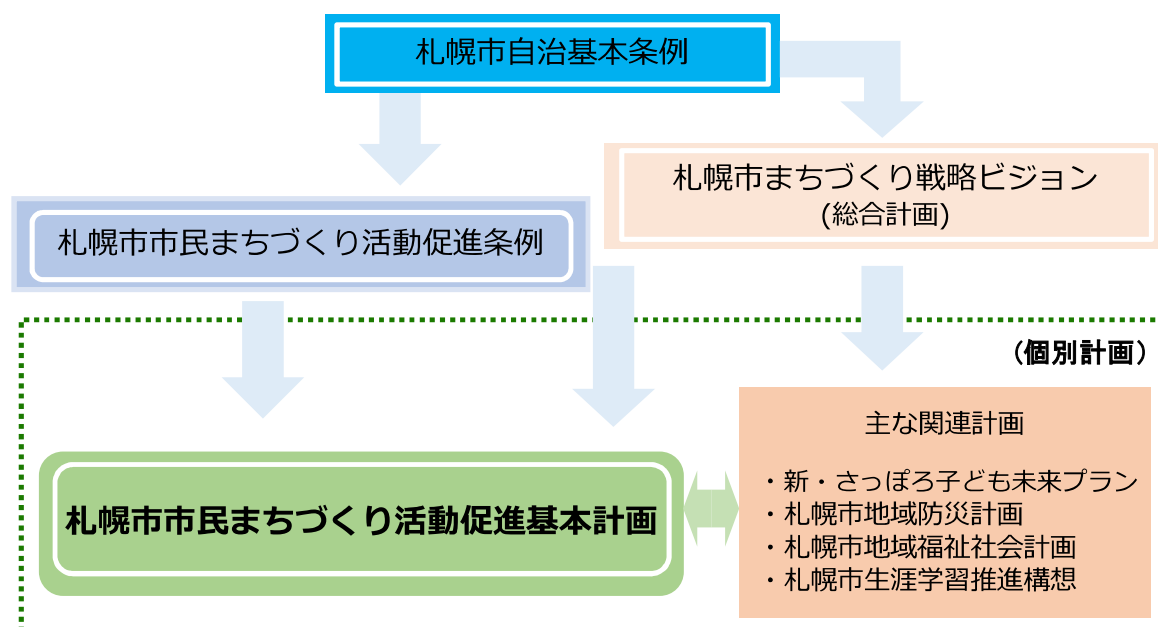 札幌市自治基本条例
札幌市まちづくり戦略ビジョン
(総合計画)
札幌市市民まちづくり活動促進条例
（個別計画）
主な関連計画
・新・さっぽろ子ども未来プラン
・札幌市地域防災計画
・札幌市地域福祉社会計画
・札幌市生涯学習推進構想
札幌市市民まちづくり活動促進基本計画